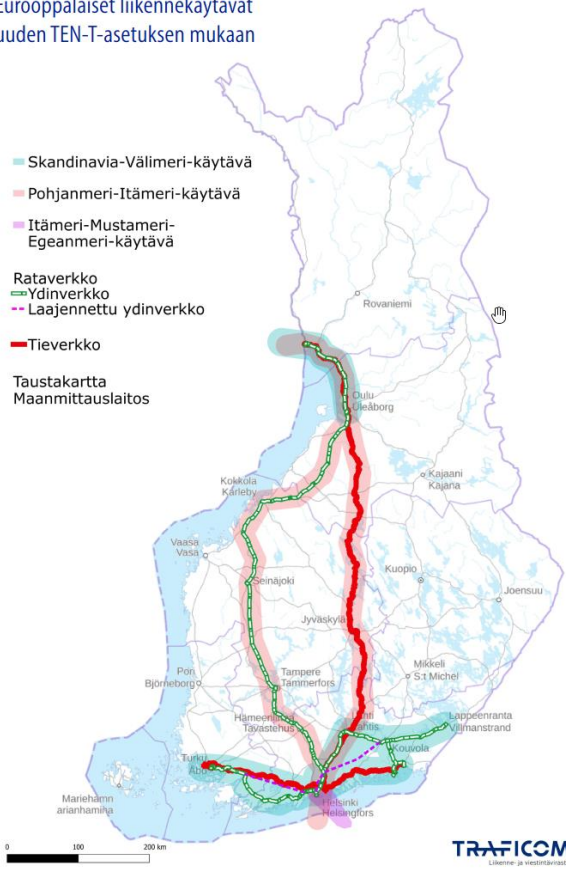 Eurooppalaiset liikennekäytävät
uuden TEN-T-asetuksen mukaan
Skandinavia-Välimeri-käytävä
Pohjanmeri-Itämeri-käytävä
Itämeri-Mustameri-
Egeanmeri-käytävä
Rataverkko
Ydinverkko
Laajennettu ydinverkko
Tieverkko
Taustakartta
Maanmittauslaitos
Rovaniemi
Oulu
Uleåborg
Kajaani
Kajana
Kokkola
Karleby
Vaasa
Vasa
Seinäjoki
Kuopio
Joensuu
Jyväskylä
Mikkeli
S:t Michel
Pori
Björneborg
Tampere
Tammerfors
Hämeenlinna
Tavastehus
Lahti
Lahtis
Lappeenranta
Villmanstrand
Kouvola
Turku
Åbo
Mariehamn
arianhamina
Helsinki
Helsingfors
0 100 200 km
TRAFICOM
Liikenne- ja viestintävirasto